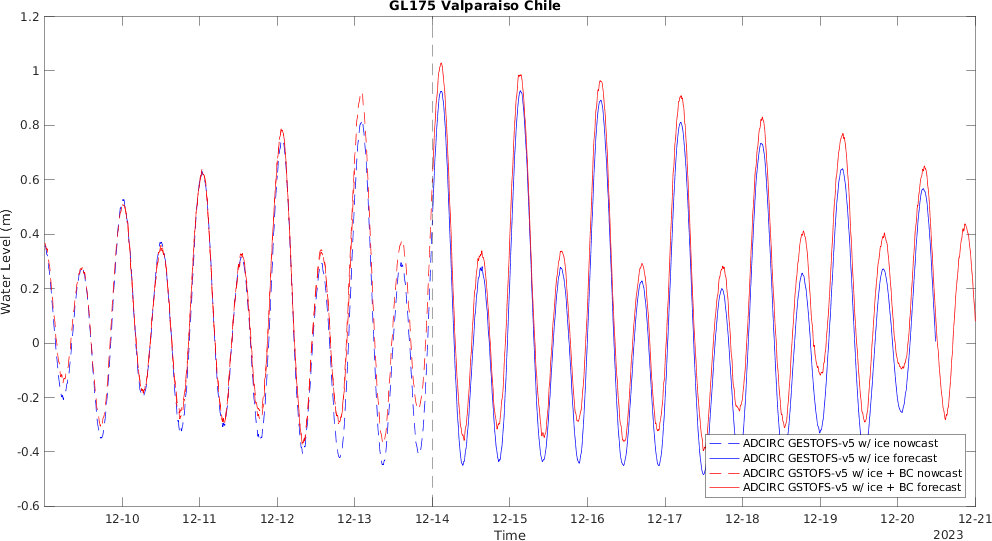 GL175 Valparaiso Chile
1.2
1
0.8
0.6
0.4
0.2
0
-0.2
-0.4
-0.6
Water Level (m)
ADCIRC GESTOFS-v5 w/ ice nowcast
ADCIRC GESTOFS-v5 w/ ice forecast
ADCIRC GSTOFS-v5 w/ ice + BC nowcast
ADCIRC GSTOFS-v5 w/ ice + BC forecast
12-10 12-11 12-12 12-13 12-14 12-15 12-16 12-17 12-18 12-19 12-20 12-21
Time
2023